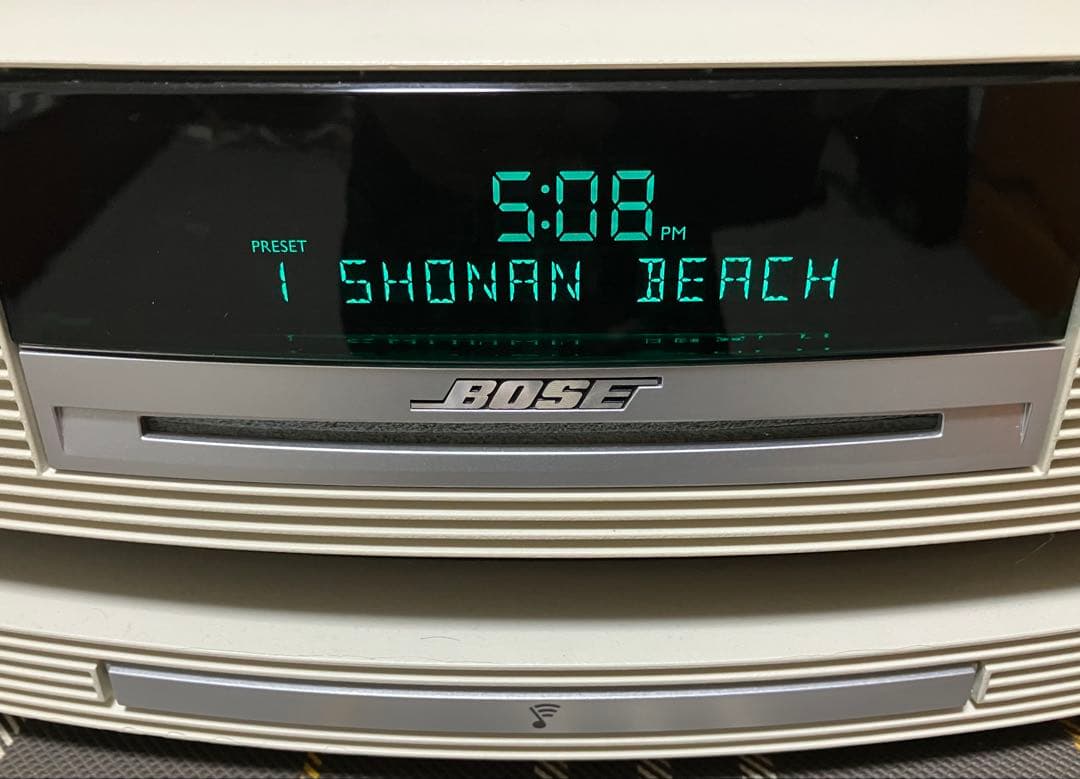 5:08 PM
PRESET
1 SHONAN BEACH
BOSE